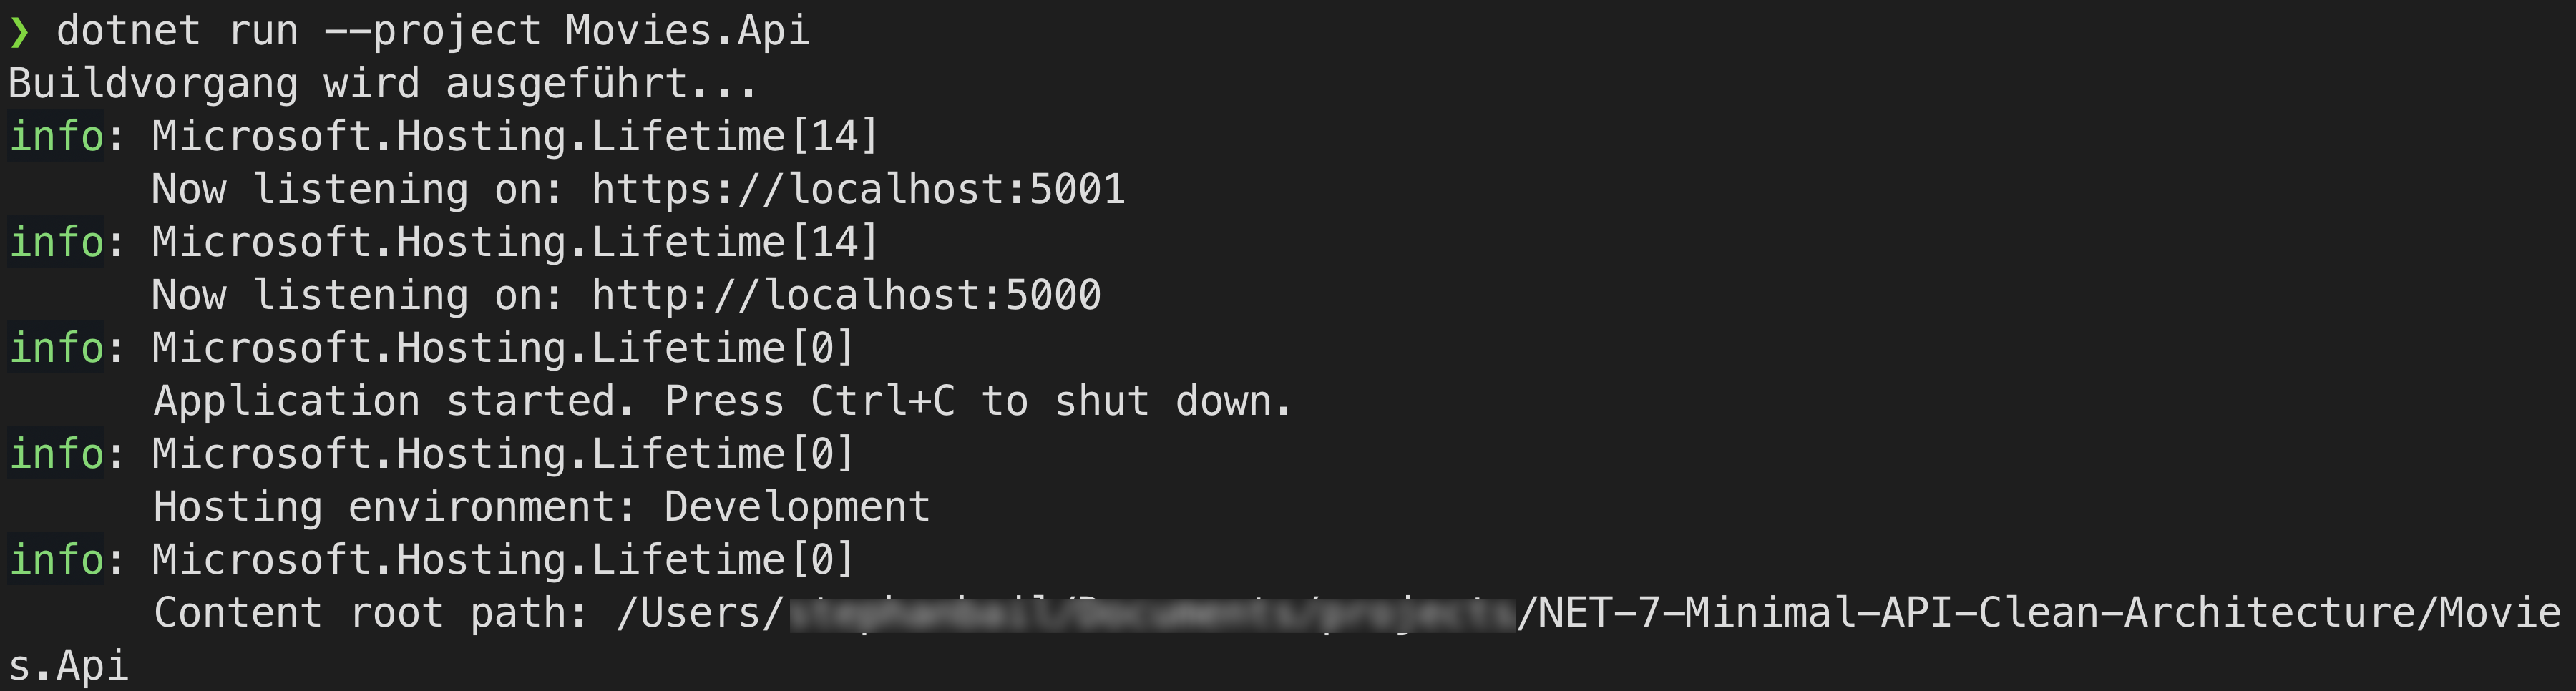 ❯ dotnet run --project Movies.Api
Buildvorgang wird ausgeführt...
info: Microsoft.Hosting.Lifetime[14]
Now listening on: https://localhost:5001
info: Microsoft.Hosting.Lifetime[14]
Now listening on: http://localhost:5000
info: Microsoft.Hosting.Lifetime[0]
Application started. Press Ctrl+C to shut down.
info: Microsoft.Hosting.Lifetime[0]
Hosting environment: Development
info: Microsoft.Hosting.Lifetime[0]
Content root path: /Users/ /NET-7-Minimal-API-Clean-Architecture/Movie
s.Api